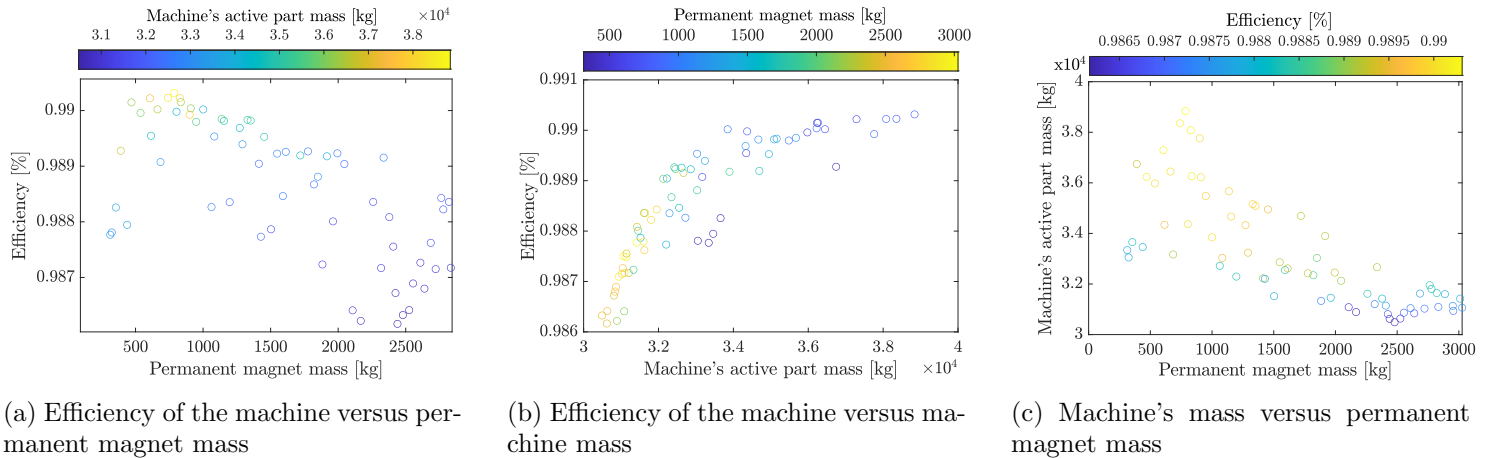 Machine's active part mass [kg]
×10⁴
3.1 3.2 3.3 3.4 3.5 3.6 3.7 3.8
0.99
0.989
0.988
0.987
Efficiency [%]
500 1000 1500 2000 2500
Permanent magnet mass [kg]
(a) Efficiency of the machine versus per-
manent magnet mass
Permanent magnet mass [kg]
500 1000 1500 2000 2500 3000
0.991
0.99
0.989
0.988
0.987
0.986
Efficiency [%]
3 3.2 3.4 3.6 3.8 4
Machine's active part mass [kg]
×10⁴
(b) Efficiency of the machine versus ma-
chine mass
Efficiency [%]
0.9865 0.987 0.9875 0.988 0.9885 0.989 0.9895 0.99
x10⁴
4
3.8
3.6
3.4
3.2
3
Machine's active part mass [kg]
0 500 1000 1500 2000 2500 3000
Permanent magnet mass [kg]
(c) Machine's mass versus permanent
magnet mass